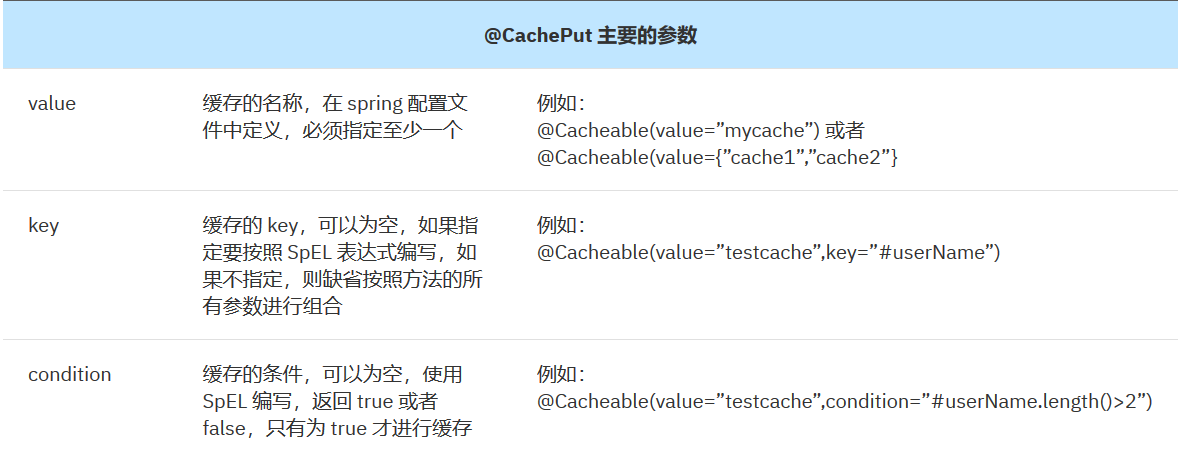 @CachePut 主要的参数
value
缓存的名称，在 spring 配置文
件中定义，必须指定至少一个
例如：
@Cacheable(value=”mycache”) 或者
@Cacheable(value={”cache1”,”cache2”}
key
缓存的 key，可以为空，如果指
定要按照 SpEL 表达式编写，如
果不指定，则缺省按照方法的所
有参数进行组合
例如：
@Cacheable(value=”testcache”,key=”#userName”)
condition
缓存的条件，可以为空，使用
SpEL 编写，返回 true 或者
false，只有为 true 才进行缓存
例如：
@Cacheable(value=”testcache”,condition=”#userName.length()>2”)